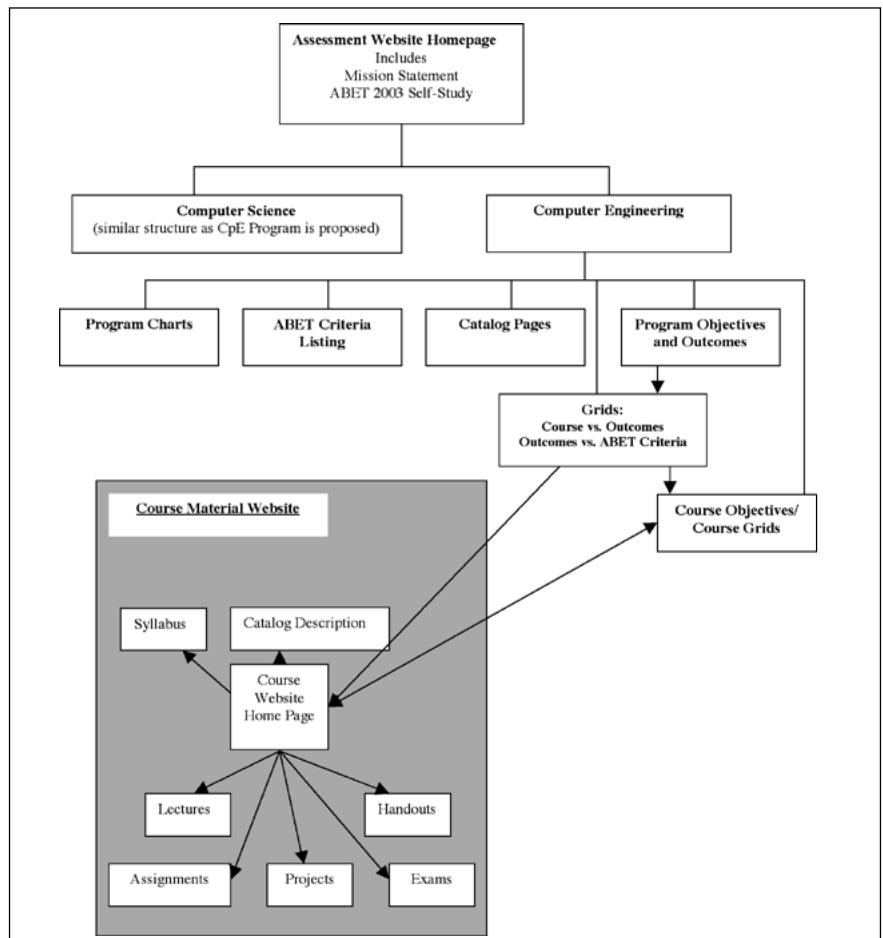 Assessment Website Homepage
Includes
Mission Statement
ABET 2003 Self-Study
Computer Science
(similar structure as CpE Program is proposed)
Computer Engineering
Program Charts
ABET Criteria
Listing
Catalog Pages
Program Objectives
and Outcomes
Grids:
Course vs. Outcomes
Outcomes vs. ABET Criteria
Course Objectives/
Course Grids
Course Material Website
Syllabus
Catalog Description
Course
Website
Home Page
Lectures
Handouts
Assignments
Projects
Exams